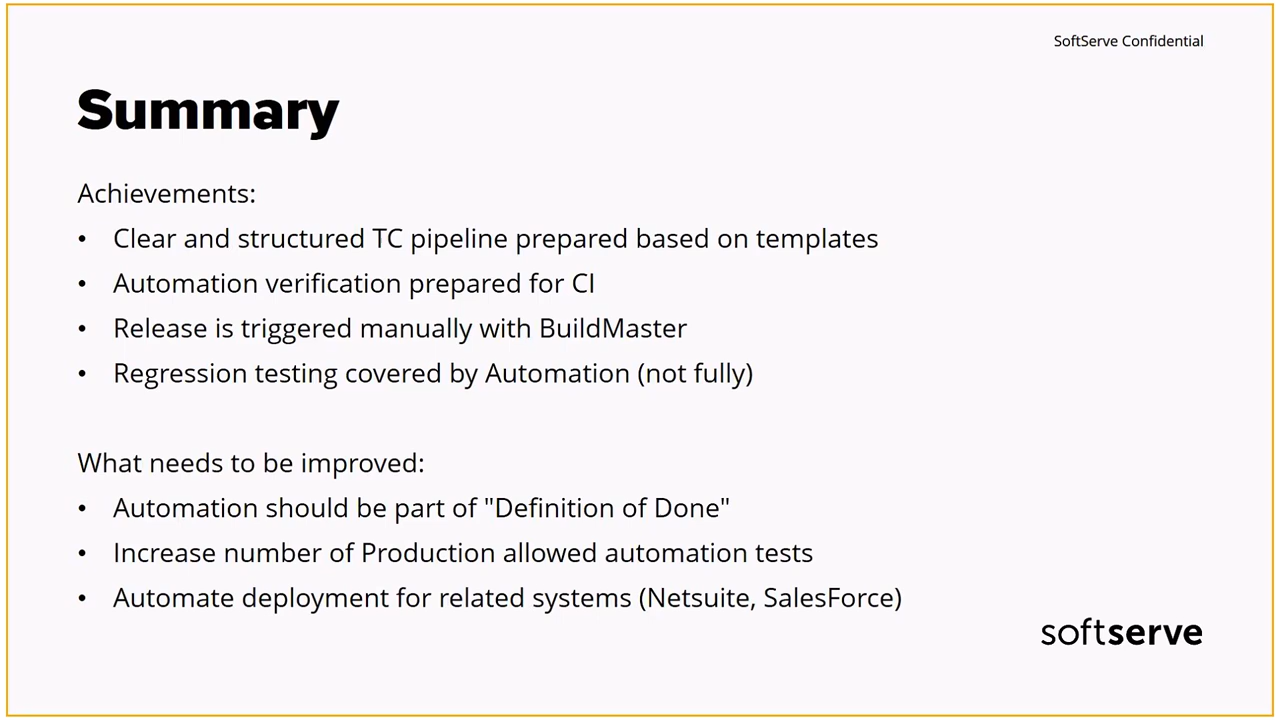 SoftServe Confidential
Summary
Achievements:
• Clear and structured TC pipeline prepared based on templates
• Automation verification prepared for CI
• Release is triggered manually with BuildMaster
• Regression testing covered by Automation (not fully)
What needs to be improved:
• Automation should be part of "Definition of Done"
• Increase number of Production allowed automation tests
• Automate deployment for related systems (Netsuite, SalesForce)
softserve